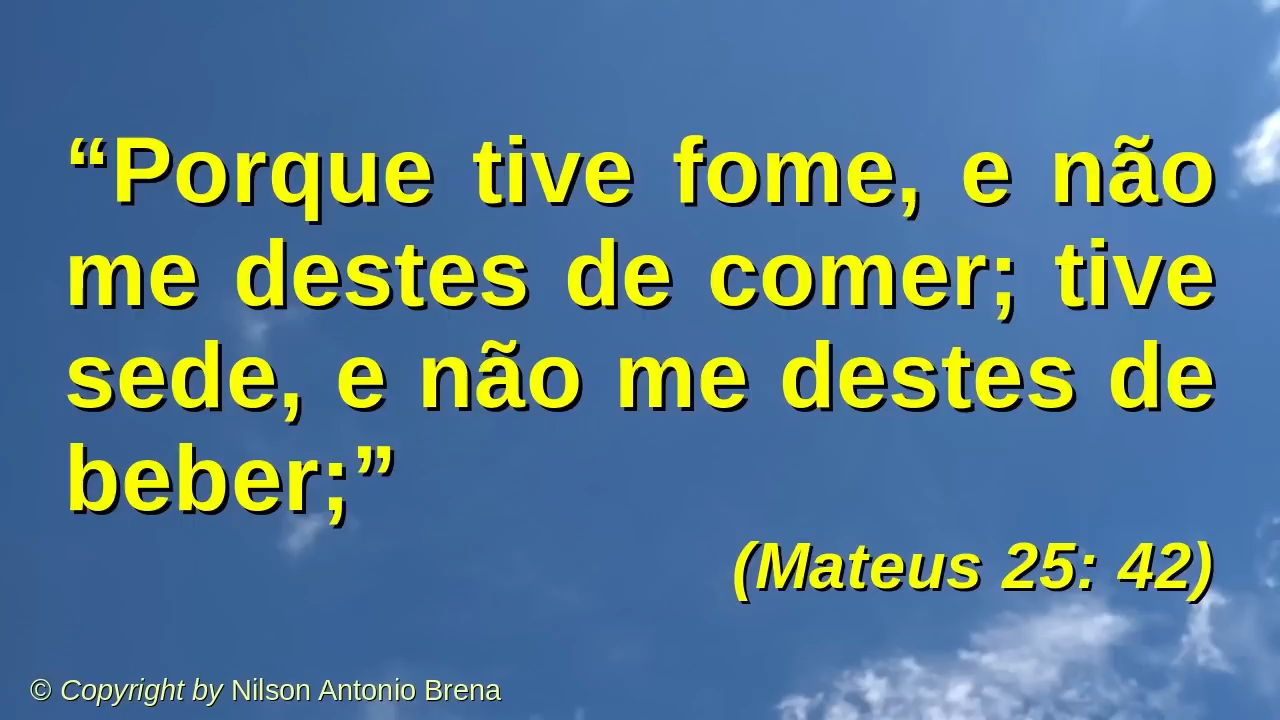 “Porque tive fome, e não
me destes de comer; tive
sede, e não me destes de
beber;”
(Mateus 25: 42)
© Copyright by Nilson Antonio Brena